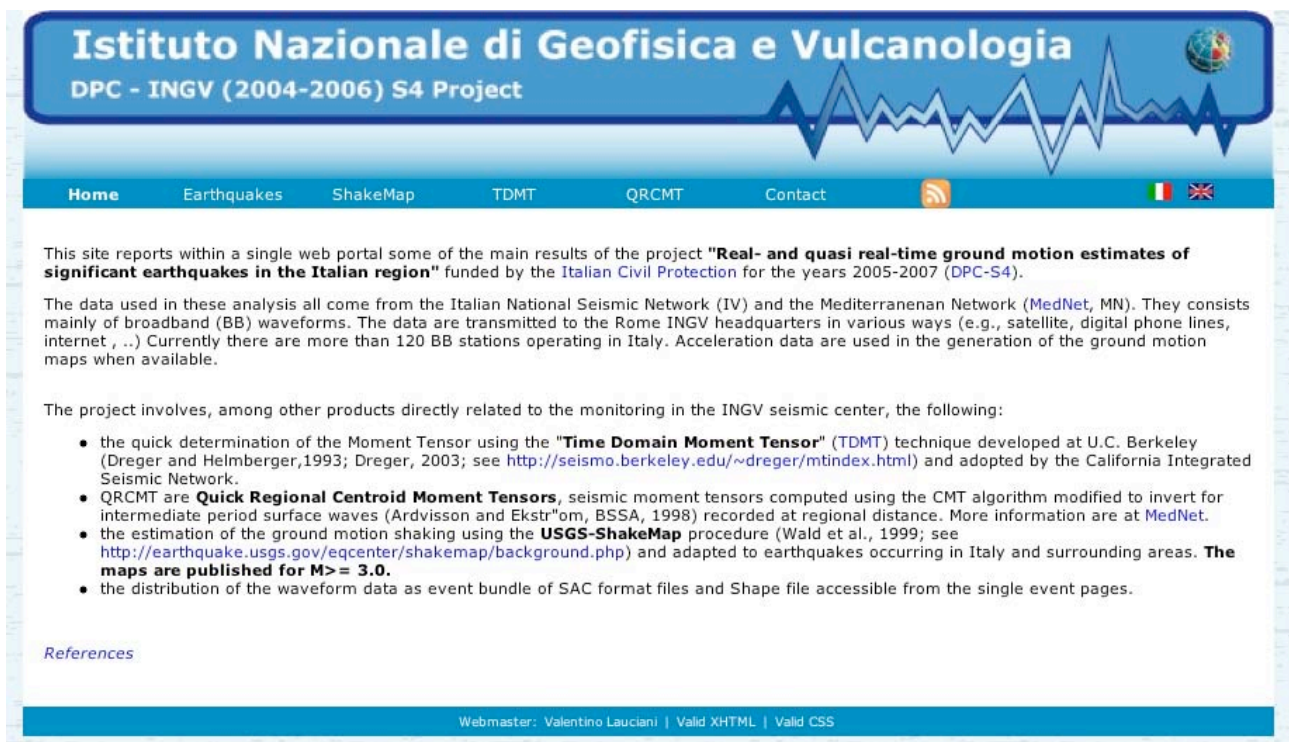 Istituto Nazionale di Geofisica e Vulcanologia
DPC - INGV (2004-2006) S4 Project
Home Earthquakes ShakeMap TDMT QRCMT Contact
This site reports within a single web portal some of the main results of the project "Real- and quasi real-time ground motion estimates of
significant earthquakes in the Italian region" funded by the Italian Civil Protection for the years 2005-2007 (DPC-S4).
The data used in these analysis all come from the Italian National Seismic Network (IV) and the Mediterranenan Network (MedNet, MN). They consists
mainly of broadband (BB) waveforms. The data are transmitted to the Rome INGV headquarters in various ways (e.g., satellite, digital phone lines,
internet , ..) Currently there are more than 120 BB stations operating in Italy. Acceleration data are used in the generation of the ground motion
maps when available.
The project involves, among other products directly related to the monitoring in the INGV seismic center, the following:
● the quick determination of the Moment Tensor using the "Time Domain Moment Tensor" (TDMT) technique developed at U.C. Berkeley
(Dreger and Helmberger,1993; Dreger, 2003; see http://seismo.berkeley.edu/~dreger/mtindex.html) and adopted by the California Integrated
Seismic Network.
● QRCMT are Quick Regional Centroid Moment Tensors, seismic moment tensors computed using the CMT algorithm modified to invert for
intermediate period surface waves (Ardvisson and Ekstr"om, BSSA, 1998) recorded at regional distance. More information are at MedNet.
● the estimation of the ground motion shaking using the USGS-ShakeMap procedure (Wald et al., 1999; see
http://earthquake.usgs.gov/eqcenter/shakemap/background.php) and adapted to earthquakes occurring in Italy and surrounding areas. The
maps are published for M>= 3.0.
● the distribution of the waveform data as event bundle of SAC format files and Shape file accessible from the single event pages.
References
Webmaster: Valentino Lauciani | Valid XHTML | Valid CSS